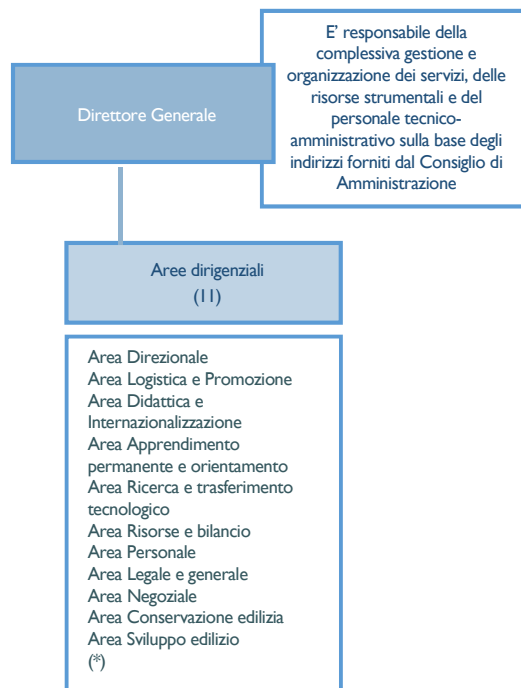 Direttore Generale
E' responsabile della
complessiva gestione e
organizzazione dei servizi, delle
risorse strumentali e del
personale tecnico-
amministrativo sulla base degli
indirizzi forniti dal Consiglio di
Amministrazione
Aree dirigenziali
(11)
Area Direzionale
Area Logistica e Promozione
Area Didattica e
Internazionalizzazione
Area Apprendimento
permanente e orientamento
Area Ricerca e trasferimento
tecnologico
Area Risorse e bilancio
Area Personale
Area Legale e generale
Area Negoziale
Area Conservazione edilizia
Area Sviluppo edilizio
(*)